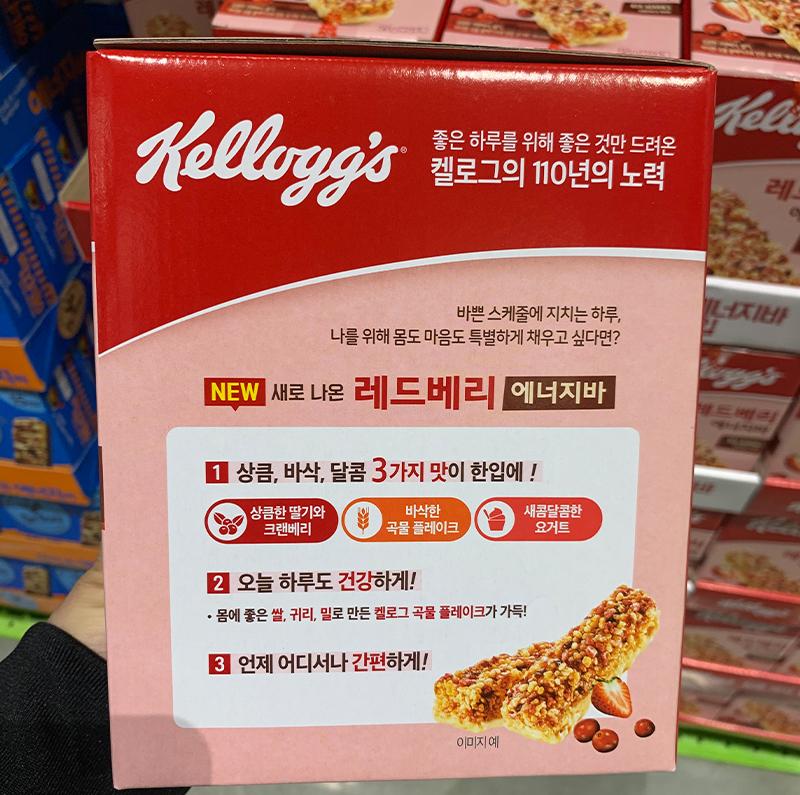 Kellogg's®
좋은 하루를 위해 좋은 것만 드려온
켈로그의 110년의 노력
바쁜 스케줄에 지치는 하루,
나를 위해 몸도 마음도 특별하게 채우고 싶다면?
NEW 새로 나온 레드베리 에너지바
1 상큼, 바삭, 달콤 3가지 맛이 한입에 !
상큼한 딸기와
크랜베리
바삭한
곡물 플레이크
새콤달콤한
요거트
2 오늘 하루도 건강하게!
• 몸에 좋은 쌀, 귀리, 밀로 만든 켈로그 곡물 플레이크가 가득!
3 언제 어디서나 간편하게!
이미지 예